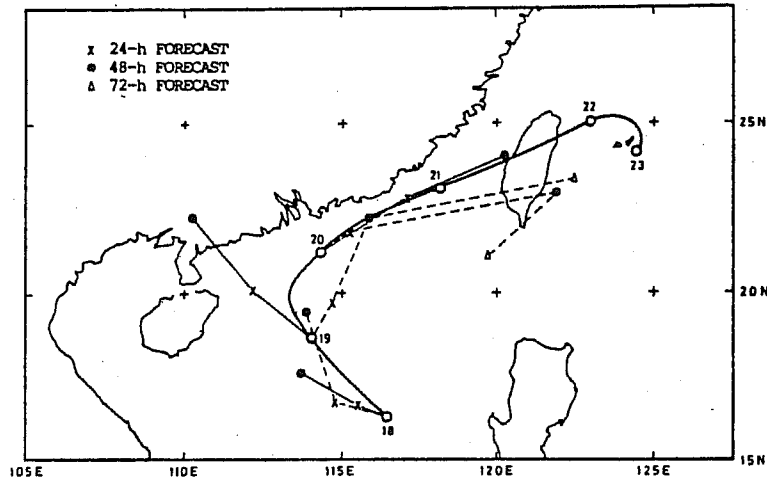 x 24-h FORECAST
● 48-h FORECAST
Δ 72-h FORECAST
22
25N
23
21
20
20N
19
18
15N
105E 110E 115E 120E 125E